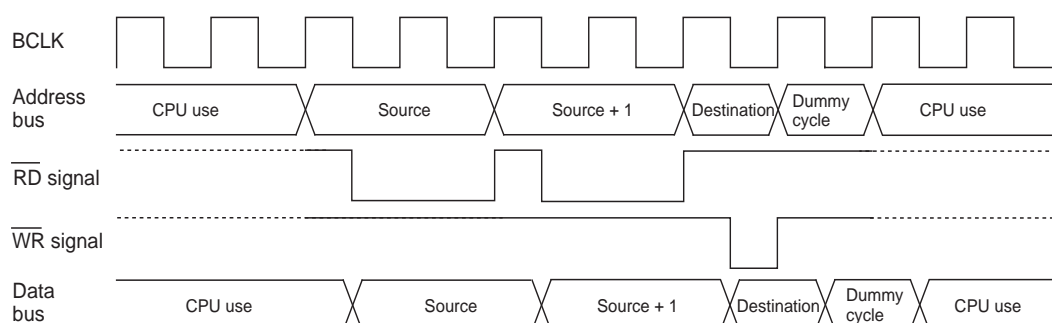 BCLK
Address
bus
CPU use
Source
Source + 1
Destination
Dummy
cycle
CPU use
RD signal
WR signal
Data
bus
CPU use
Source
Source + 1
Destination
Dummy
cycle
CPU use